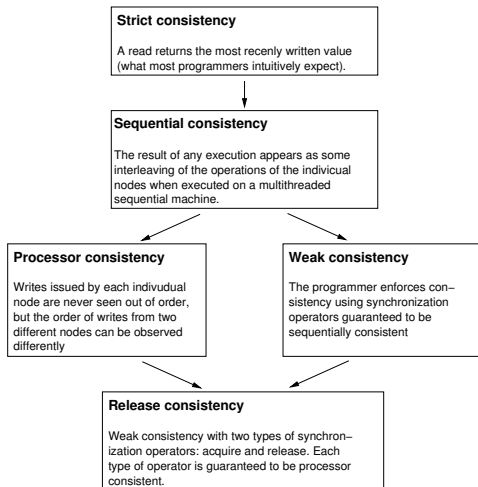 Strict consistency
A read returns the most recenly written value
(what most programmers intuitively expect).
Sequential consistency
The result of any execution appears as some
interleaving of the operations of the indivicual
nodes when executed on a multithreaded
sequential machine.
Processor consistency
Writes issued by each indivudual
node are never seen out of order,
but the order of writes from two
different nodes can be observed
differently
Weak consistency
The programmer enforces con–
sistency using synchronization
operators guaranteed to be
sequentially consistent
Release consistency
Weak consistency with two types of synchron–
ization operators: acquire and release. Each
type of operator is guaranteed to be processor
consistent.